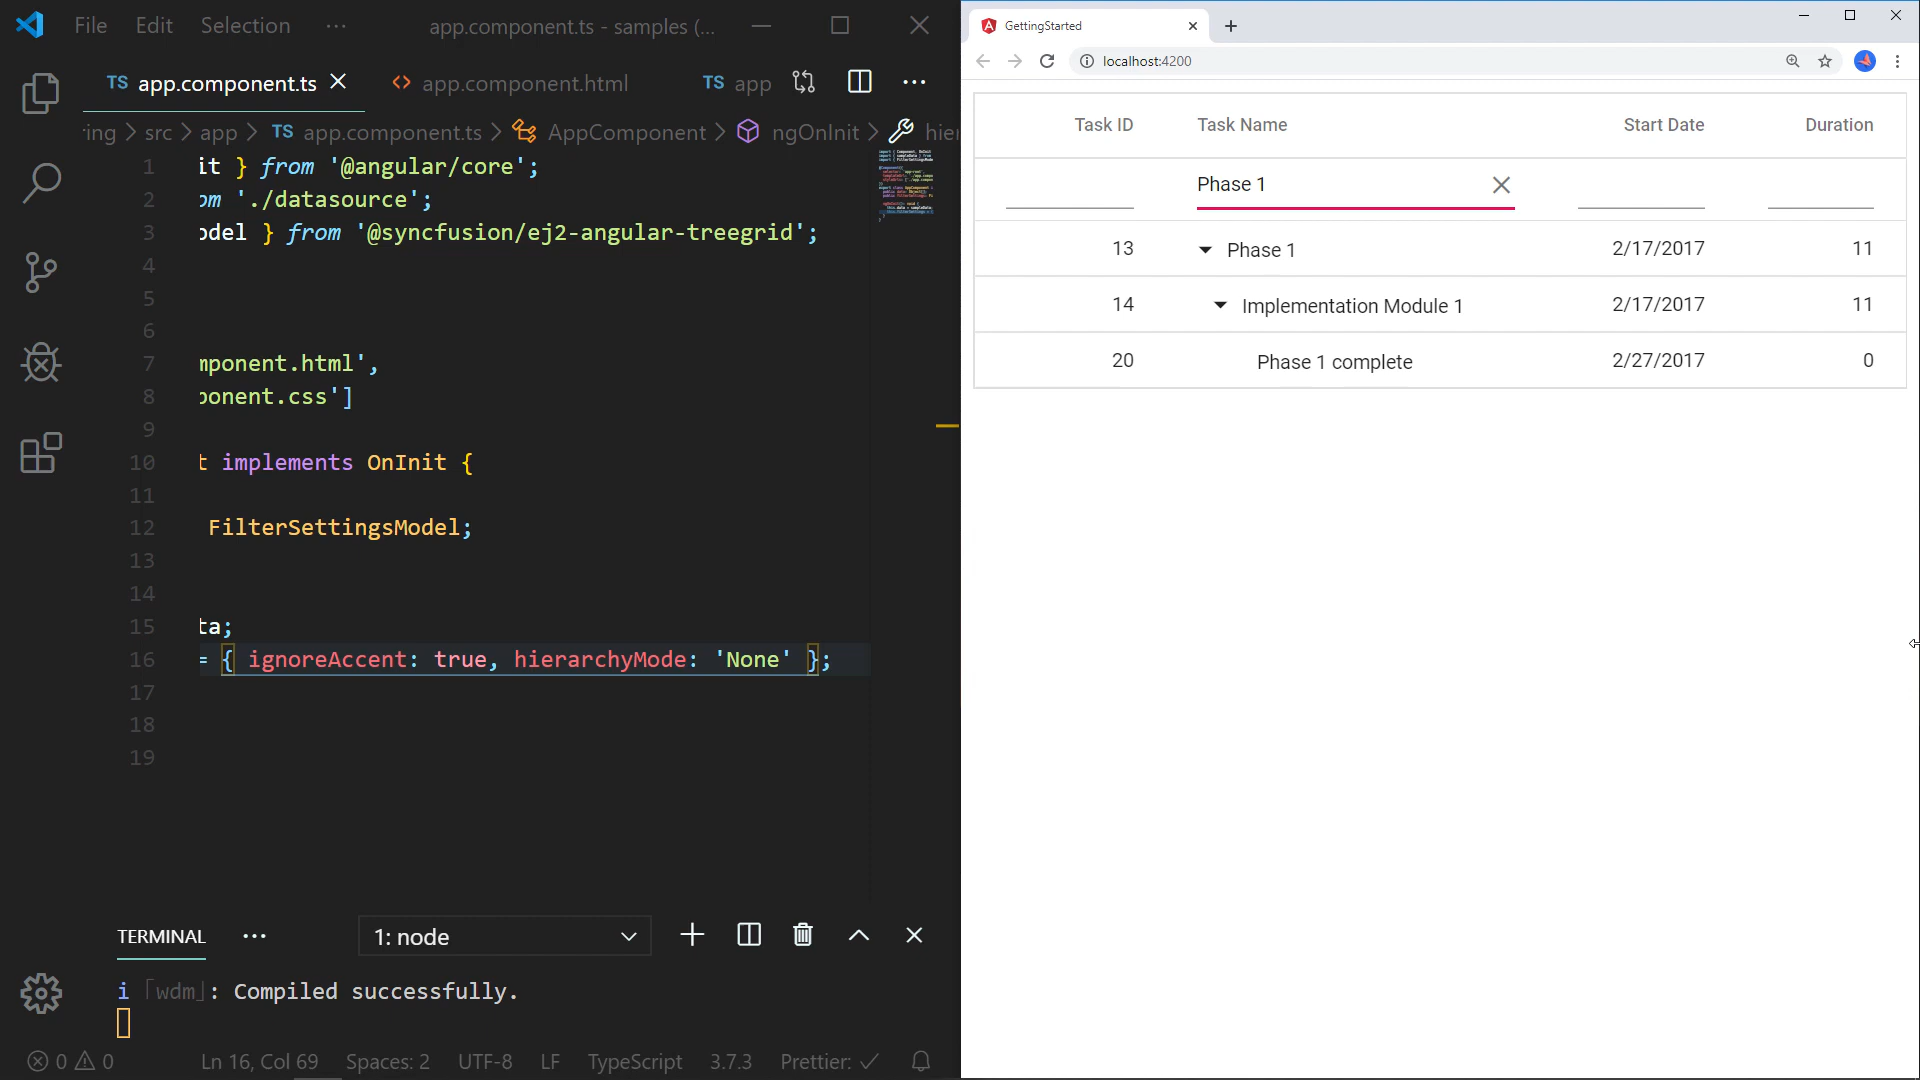 File Edit Selection ··· app.component.ts - samples (...
TS app.component.ts <> app.component.html TS app ···
ring > src > app > TS app.component.ts > AppComponent > ngOnInit > hier
1 it } from '@angular/core';
2 om './datasource';
3 odel } from '@syncfusion/ej2-angular-treegrid';
4
5
6
7 mponent.html',
8 ponent.css']
9
10 t implements OnInit {
11
12 FilterSettingsModel;
13
14
15 ta;
16 = { ignoreAccent: true, hierarchyMode: 'None' };
17
18
19
TERMINAL ··· 1: node
i 「wdm」: Compiled successfully.
0 0 Ln 16, Col 69 Spaces: 2 UTF-8 LF TypeScript 3.7.3 Prettier: ✓
GettingStarted
localhost:4200
Task ID Task Name Start Date Duration
Phase 1
13 Phase 1 2/17/2017 11
14 Implementation Module 1 2/17/2017 11
20 Phase 1 complete 2/27/2017 0